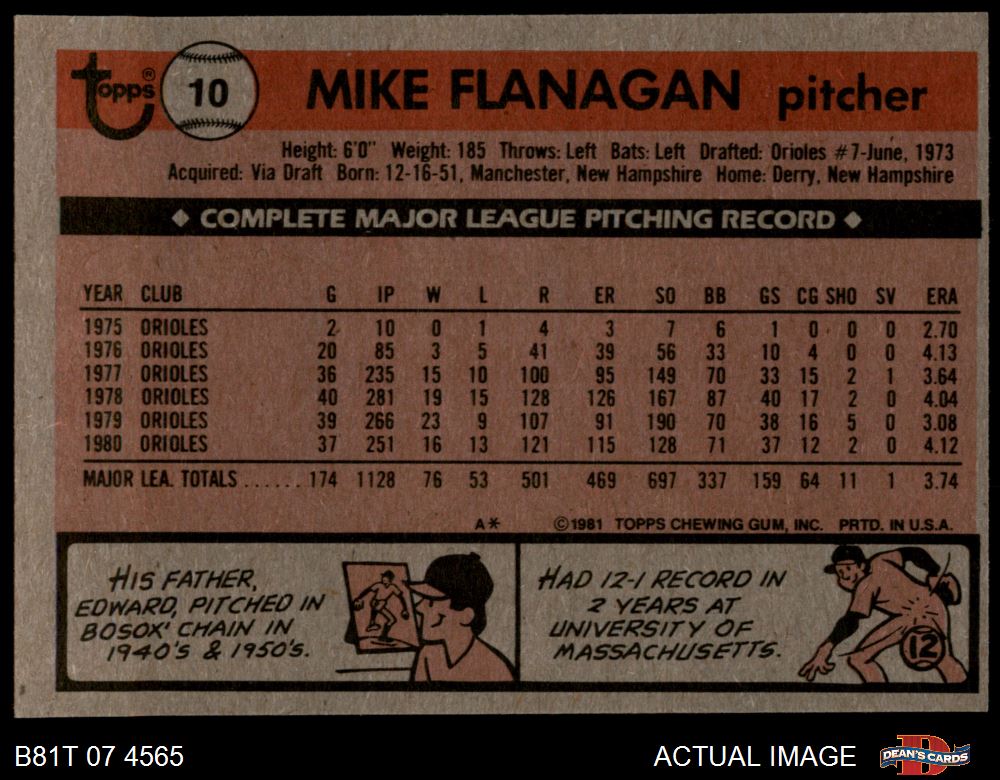 Topps® 10 MIKE FLANAGAN pitcher
Height: 6'0" Weight: 185 Throws: Left Bats: Left Drafted: Orioles #7-June, 1973
Acquired: Via Draft Born: 12-16-51, Manchester, New Hampshire Home: Derry, New Hampshire
◆ COMPLETE MAJOR LEAGUE PITCHING RECORD ◆
YEAR CLUB G IP W L R ER SO BB GS CG SHO SV ERA
1975 ORIOLES 2 10 0 1 4 3 7 6 1 0 0 0 2.70
1976 ORIOLES 20 85 3 5 41 39 56 33 10 4 0 0 4.13
1977 ORIOLES 36 235 15 10 100 95 149 70 33 15 2 1 3.64
1978 ORIOLES 40 281 19 15 128 126 167 87 40 17 2 0 4.04
1979 ORIOLES 39 266 23 9 107 91 190 70 38 16 5 0 3.08
1980 ORIOLES 37 251 16 13 121 115 128 71 37 12 2 0 4.12
MAJOR LEA. TOTALS ...... 174 1128 76 53 501 469 697 337 159 64 11 1 3.74
A* ©1981 TOPPS CHEWING GUM, INC. PRTD. IN U.S.A.
HIS FATHER,
EDWARD, PITCHED IN
BOSOX' CHAIN IN
1940'S & 1950'S.
HAD 12-1 RECORD IN
2 YEARS AT
UNIVERSITY OF
MASSACHUSETTS.
12
B81T 07 4565 ACTUAL IMAGE DEAN'S CARDS